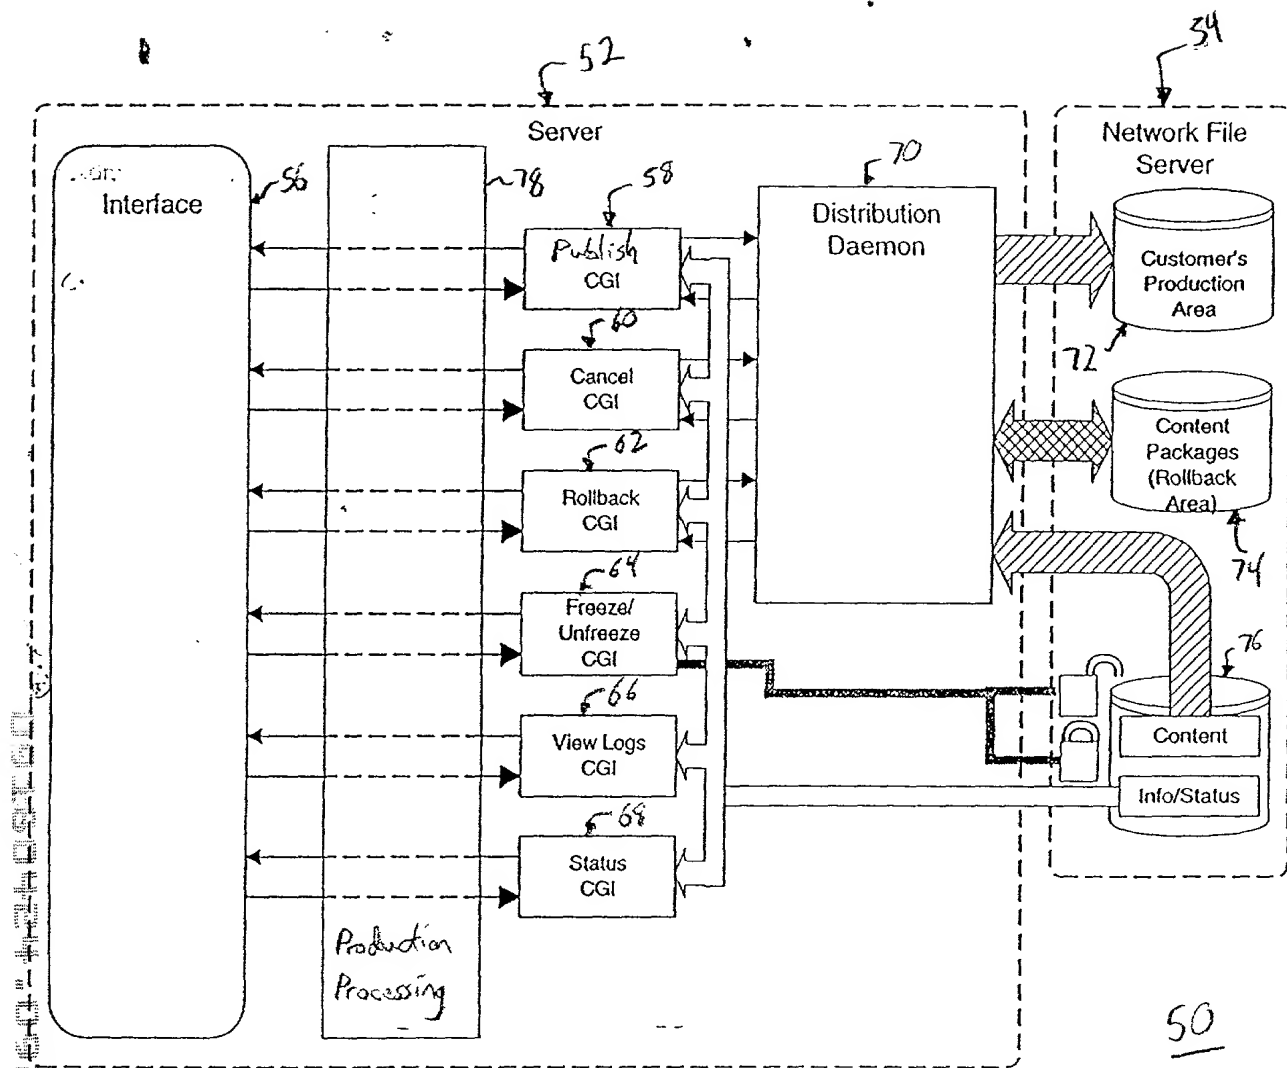 52
54
Server
Network File
Server
56
Interface
78
58
Publish
CGI
70
Distribution
Daemon
Customer's
Production
Area
72
60
Cancel
CGI
62
Rollback
CGI
Content
Packages
(Rollback
Area)
74
64
Freeze/
Unfreeze
CGI
66
View Logs
CGI
76
Content
Info/Status
68
Status
CGI
Production
Processing
50